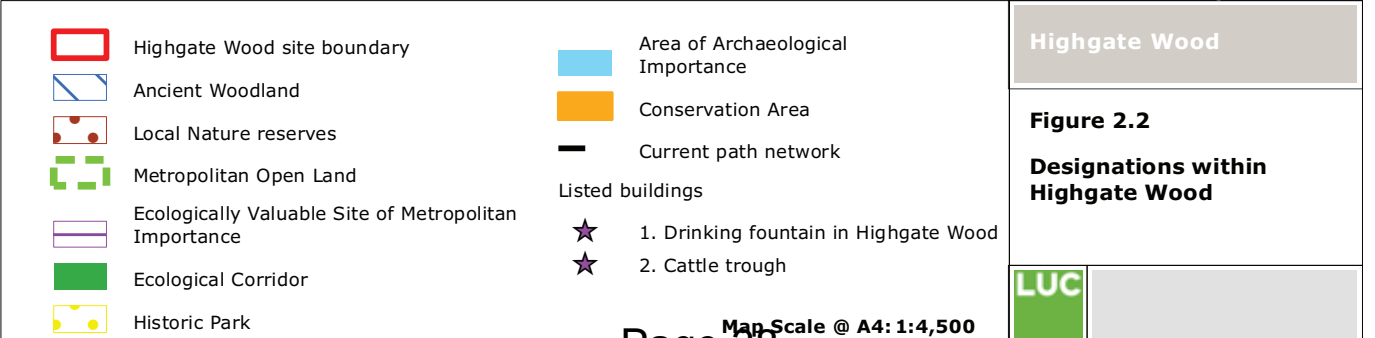 Highgate Wood site boundary
Ancient Woodland
Local Nature reserves
Metropolitan Open Land
Ecologically Valuable Site of Metropolitan
Importance
Ecological Corridor
Historic Park
Area of Archaeological
Importance
Conservation Area
Current path network
Listed buildings
1. Drinking fountain in Highgate Wood
2. Cattle trough
Map Scale @ A4: 1:4,500
Highgate Wood
Figure 2.2
Designations within
Highgate Wood
LUC